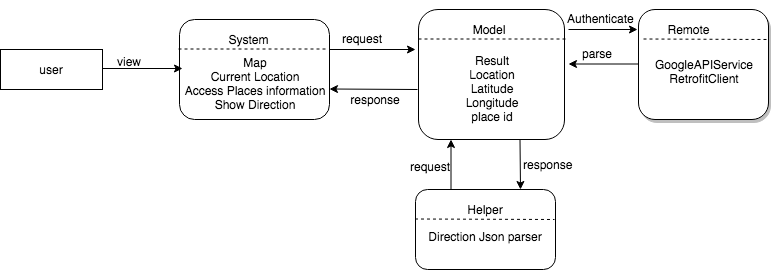 user
view
System
Map
Current Location
Access Places information
Show Direction
request
response
Model
Result
Location
Latitude
Longitude
place id
Authenticate
parse
Remote
GoogleAPIService
RetrofitClient
request
response
Helper
Direction Json parser